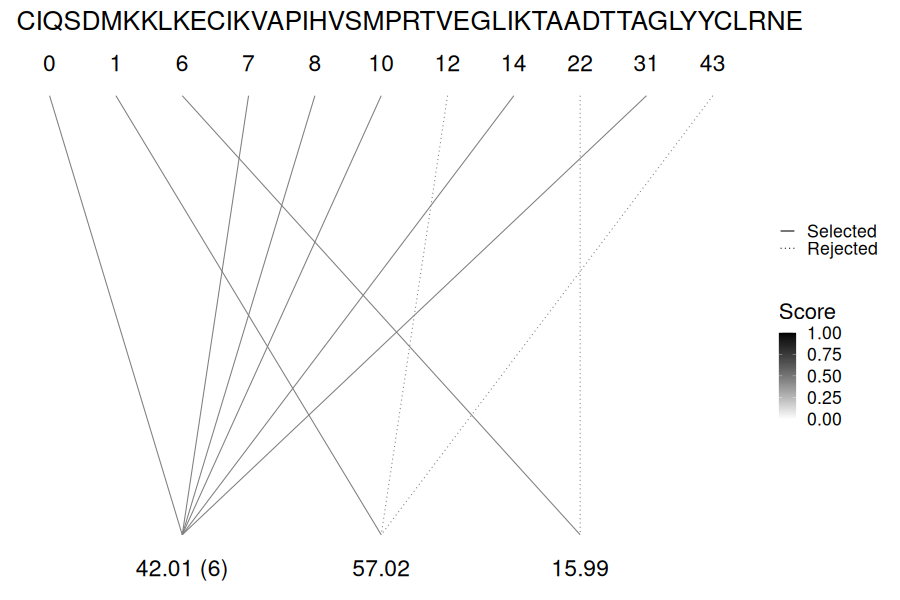 CIQSDMKKLKECIKVAPIHVSMPRTVEGLIKTAADTTAGLYYCLRNE
0 1 6 7 8 10 12 14 22 31 43
Selected
Rejected
Score
1.00
0.75
0.50
0.25
0.00
42.01 (6) 57.02 15.99